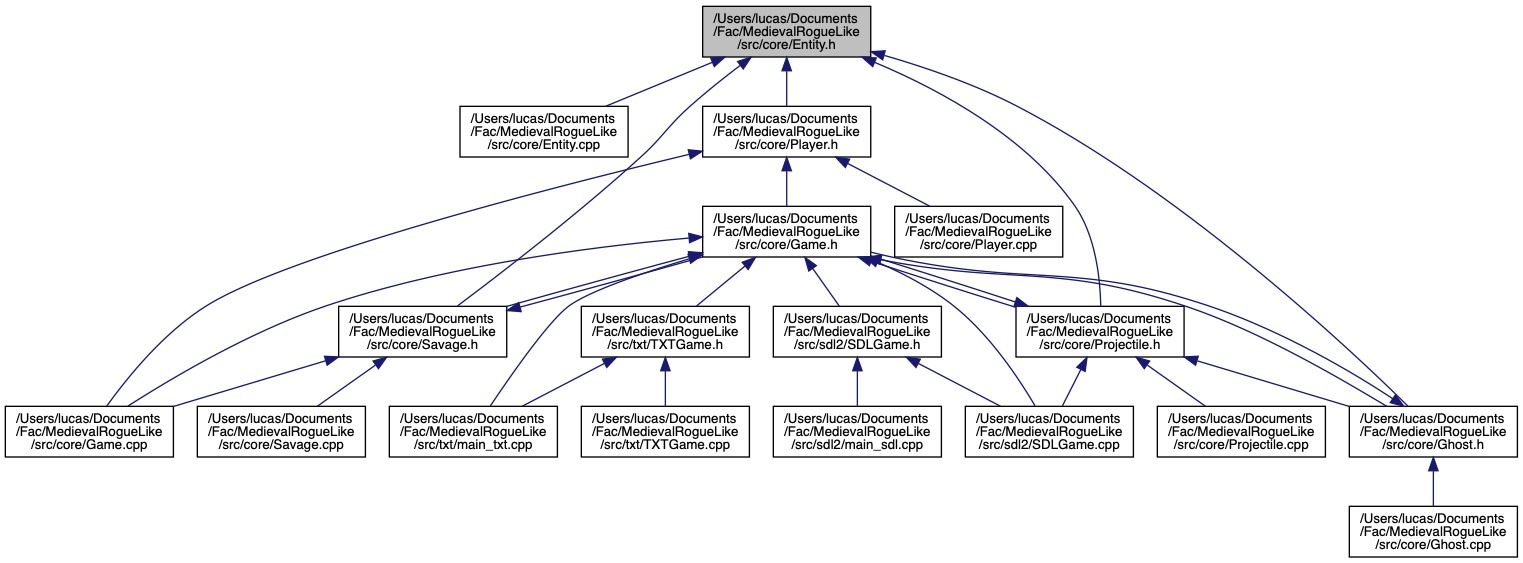 /Users/lucas/Documents
/Fac/MedievalRogueLike
/src/core/Entity.h
/Users/lucas/Documents
/Fac/MedievalRogueLike
/src/core/Entity.cpp
/Users/lucas/Documents
/Fac/MedievalRogueLike
/src/core/Player.h
/Users/lucas/Documents
/Fac/MedievalRogueLike
/src/core/Game.h
/Users/lucas/Documents
/Fac/MedievalRogueLike
/src/core/Player.cpp
/Users/lucas/Documents
/Fac/MedievalRogueLike
/src/core/Savage.h
/Users/lucas/Documents
/Fac/MedievalRogueLike
/src/txt/TXTGame.h
/Users/lucas/Documents
/Fac/MedievalRogueLike
/src/sdl2/SDLGame.h
/Users/lucas/Documents
/Fac/MedievalRogueLike
/src/core/Projectile.h
/Users/lucas/Documents
/Fac/MedievalRogueLike
/src/core/Game.cpp
/Users/lucas/Documents
/Fac/MedievalRogueLike
/src/core/Savage.cpp
/Users/lucas/Documents
/Fac/MedievalRogueLike
/src/txt/main_txt.cpp
/Users/lucas/Documents
/Fac/MedievalRogueLike
/src/txt/TXTGame.cpp
/Users/lucas/Documents
/Fac/MedievalRogueLike
/src/sdl2/main_sdl.cpp
/Users/lucas/Documents
/Fac/MedievalRogueLike
/src/sdl2/SDLGame.cpp
/Users/lucas/Documents
/Fac/MedievalRogueLike
/src/core/Projectile.cpp
/Users/lucas/Documents
/Fac/MedievalRogueLike
/src/core/Ghost.h
/Users/lucas/Documents
/Fac/MedievalRogueLike
/src/core/Ghost.cpp